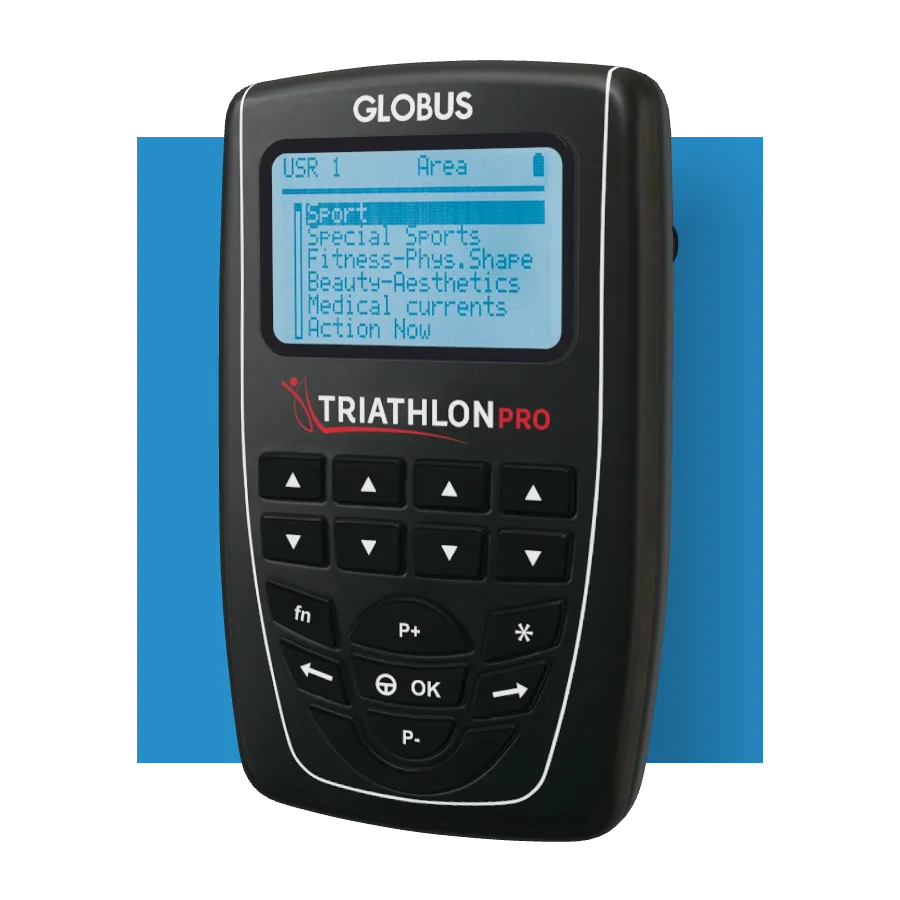 GLOBUS
USR 1 Area
Sport
Special Sports
Fitness-Phys.Shape
Beauty-Aesthetics
Medical currents
Action Now
TRIATHLON PRO
▲ ▲ ▲ ▲
▼ ▼ ▼ ▼
fn P+ *
← OK →
P-